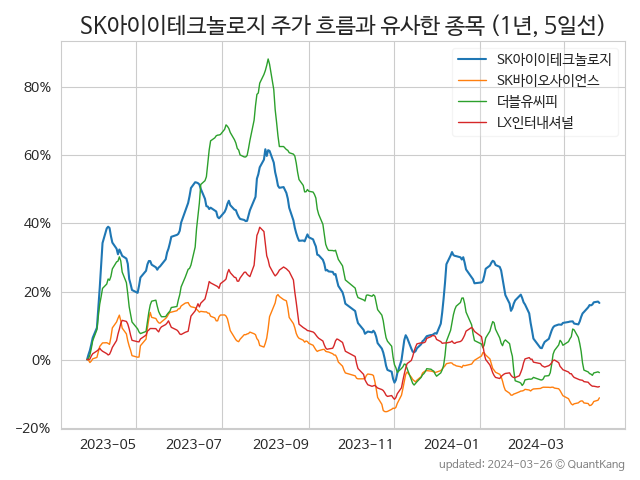 SK아이이테크놀로지 주가 흐름과 유사한 종목 (1년, 5일선)
SK아이이테크놀로지
SK바이오사이언스
더블유씨피
LX인터내셔널
80%
60%
40%
20%
0%
−20%
2023-05
2023-07
2023-09
2023-11
2024-01
2024-03
updated: 2024-03-26 © QuantKang